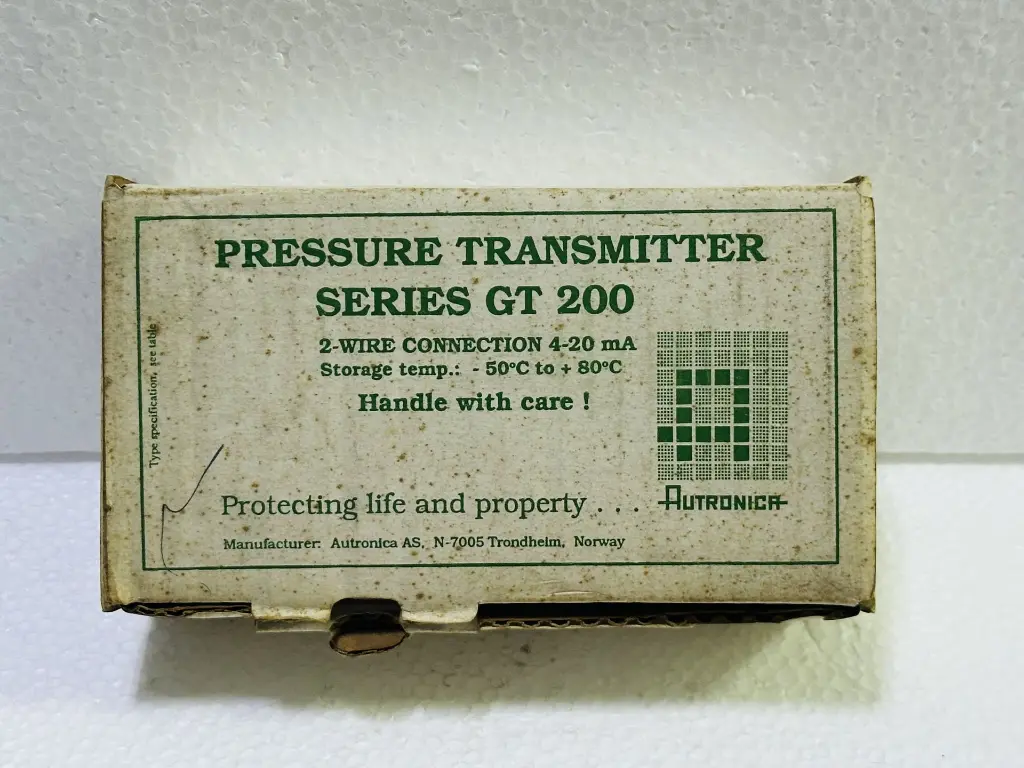 PRESSURE TRANSMITTER
SERIES GT 200
2-WIRE CONNECTION 4-20 mA
Storage temp.: - 50°C to + 80°C
Handle with care !
Type specification, see table
Protecting life and property . . .
AUTRONICA
Manufacturer: Autronica AS, N-7005 Trondheim, Norway